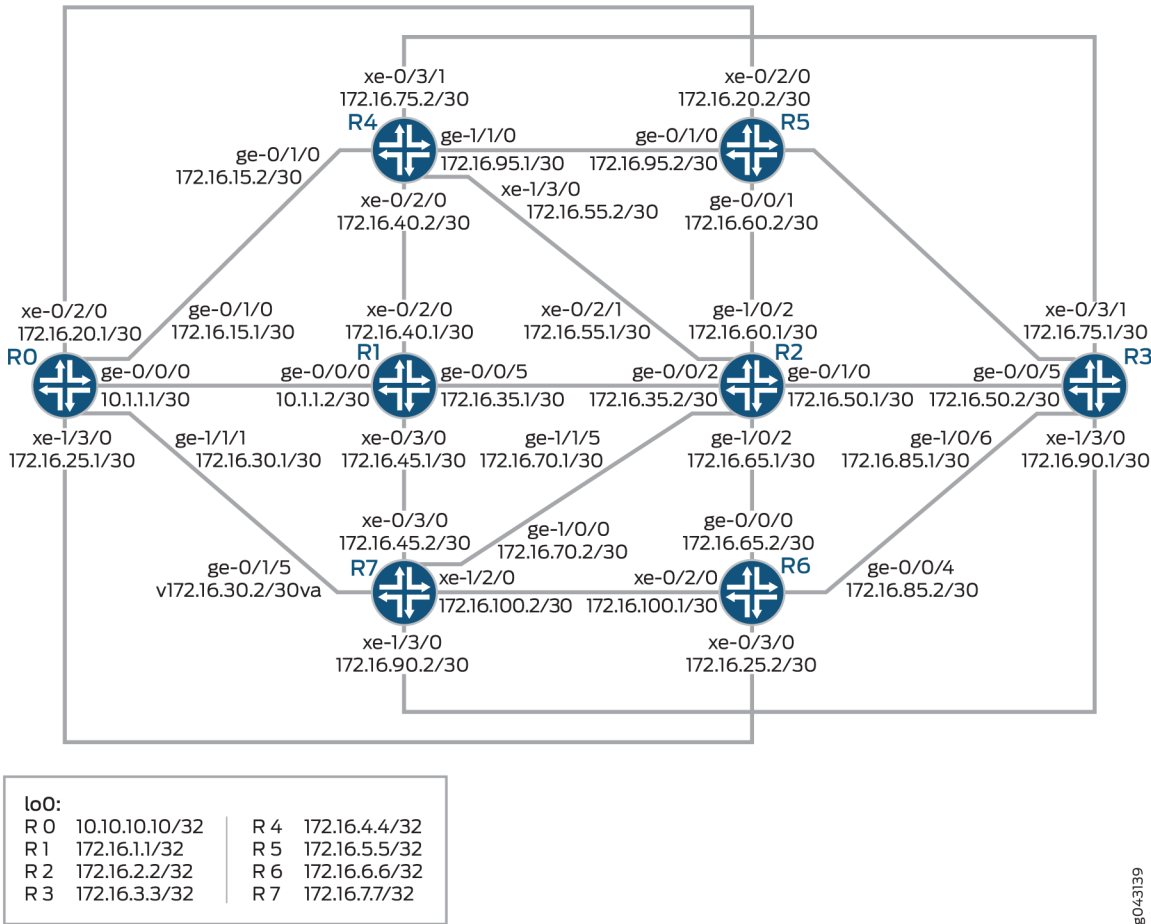 xe-0/3/1
172.16.75.2/30
xe-0/2/0
172.16.20.2/30
R4
ge-1/1/0
172.16.95.1/30
ge-0/1/0
172.16.95.2/30
R5
ge-0/1/0
172.16.15.2/30
xe-0/2/0
172.16.40.2/30
xe-1/3/0
172.16.55.2/30
ge-0/0/1
172.16.60.2/30
xe-0/2/0
172.16.20.1/30
ge-0/1/0
172.16.15.1/30
xe-0/2/0
172.16.40.1/30
xe-0/2/1
172.16.55.1/30
ge-1/0/2
172.16.60.1/30
xe-0/3/1
172.16.75.1/30
R0
ge-0/0/0
10.1.1.1/30
ge-0/0/0
10.1.1.2/30
R1
ge-0/0/5
172.16.35.1/30
ge-0/0/2
172.16.35.2/30
R2
ge-0/1/0
172.16.50.1/30
ge-0/0/5
172.16.50.2/30
R3
xe-1/3/0
172.16.25.1/30
ge-1/1/1
172.16.30.1/30
xe-0/3/0
172.16.45.1/30
ge-1/1/5
172.16.70.1/30
ge-1/0/2
172.16.65.1/30
ge-1/0/6
172.16.85.1/30
xe-1/3/0
172.16.90.1/30
ge-0/1/5
v172.16.30.2/30va
xe-0/3/0
172.16.45.2/30
ge-1/0/0
172.16.70.2/30
ge-0/0/0
172.16.65.2/30
ge-0/0/4
172.16.85.2/30
R7
xe-1/2/0
172.16.100.2/30
xe-0/2/0
172.16.100.1/30
R6
xe-1/3/0
172.16.90.2/30
xe-0/3/0
172.16.25.2/30
lo0:
R 0 10.10.10.10/32
R 1 172.16.1.1/32
R 2 172.16.2.2/32
R 3 172.16.3.3/32
R 4 172.16.4.4/32
R 5 172.16.5.5/32
R 6 172.16.6.6/32
R 7 172.16.7.7/32
g043139